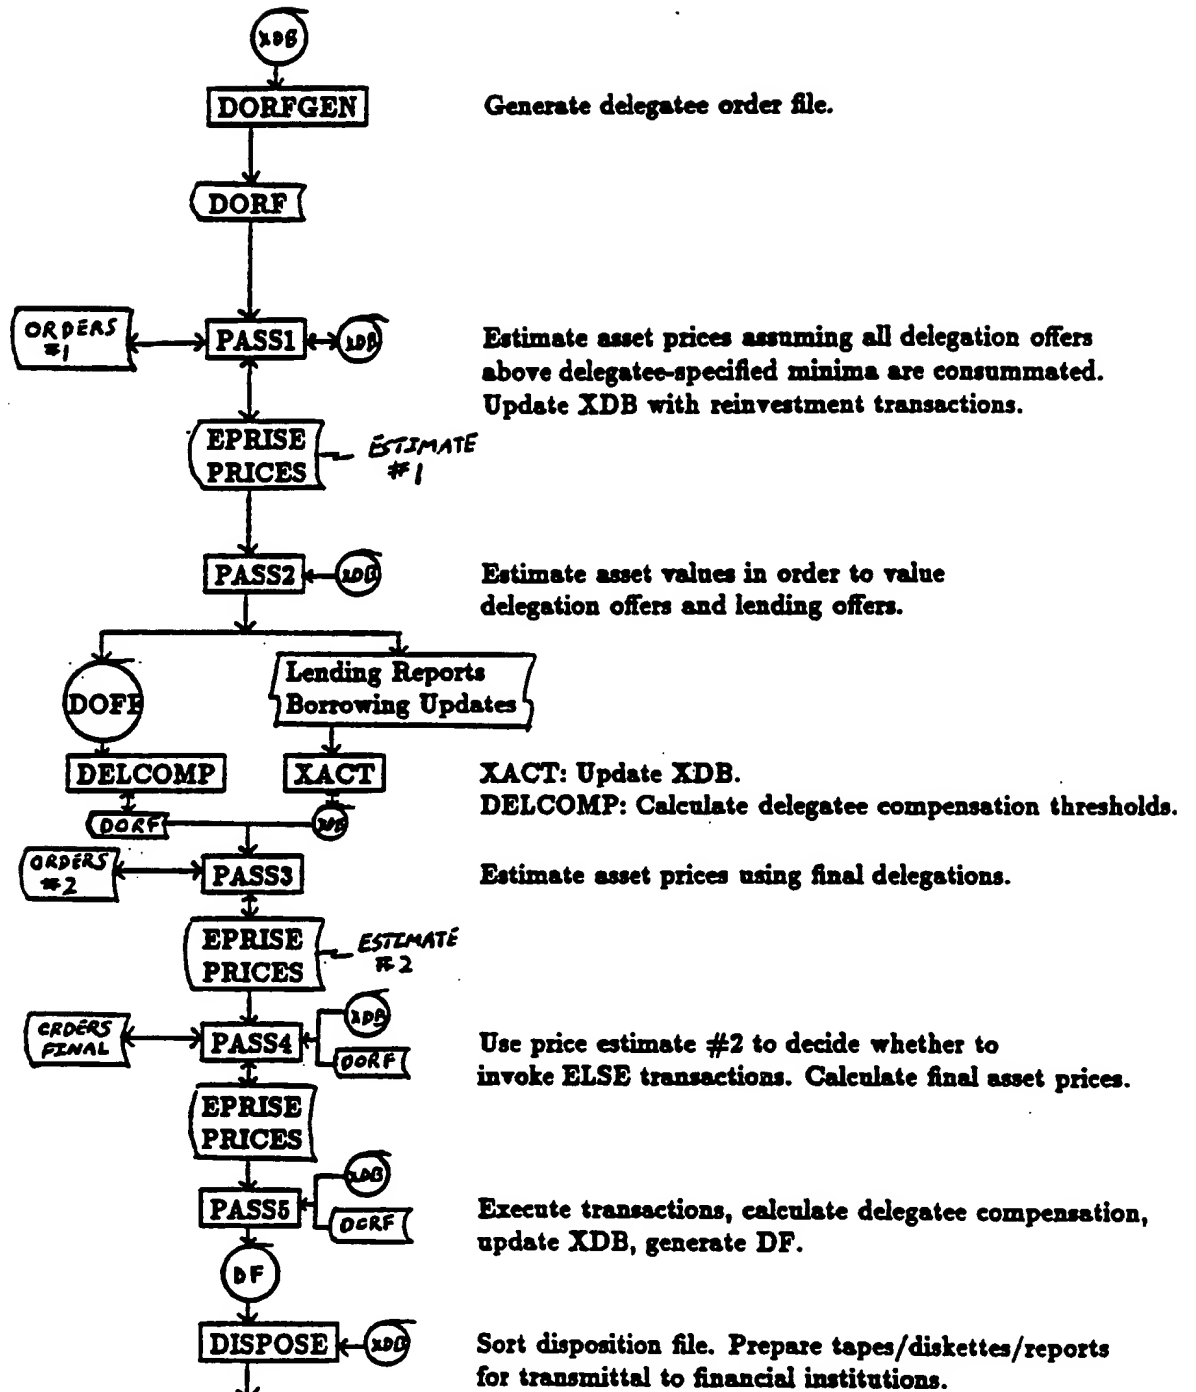 XDB
DORFGEN
Generate delegatee order file.
DORF
ORDERS
#1
PASS1
XDB
Estimate asset prices assuming all delegation offers
above delegatee-specified minima are consummated.
Update XDB with reinvestment transactions.
EPRISE
PRICES
ESTIMATE
#1
PASS2
XDB
Estimate asset values in order to value
delegation offers and lending offers.
DOFF
Lending Reports
Borrowing Updates
DELCOMP
XACT
XACT: Update XDB.
DELCOMP: Calculate delegatee compensation thresholds.
DORF
XDB
ORDERS
#2
PASS3
Estimate asset prices using final delegations.
EPRISE
PRICES
ESTIMATE
#2
XDB
ORDERS
FINAL
PASS4
DORF
Use price estimate #2 to decide whether to
invoke ELSE transactions. Calculate final asset prices.
EPRISE
PRICES
XDB
PASS5
DORF
Execute transactions, calculate delegatee compensation,
update XDB, generate DF.
DF
DISPOSE
XDB
Sort disposition file. Prepare tapes/diskettes/reports
for transmittal to financial institutions.